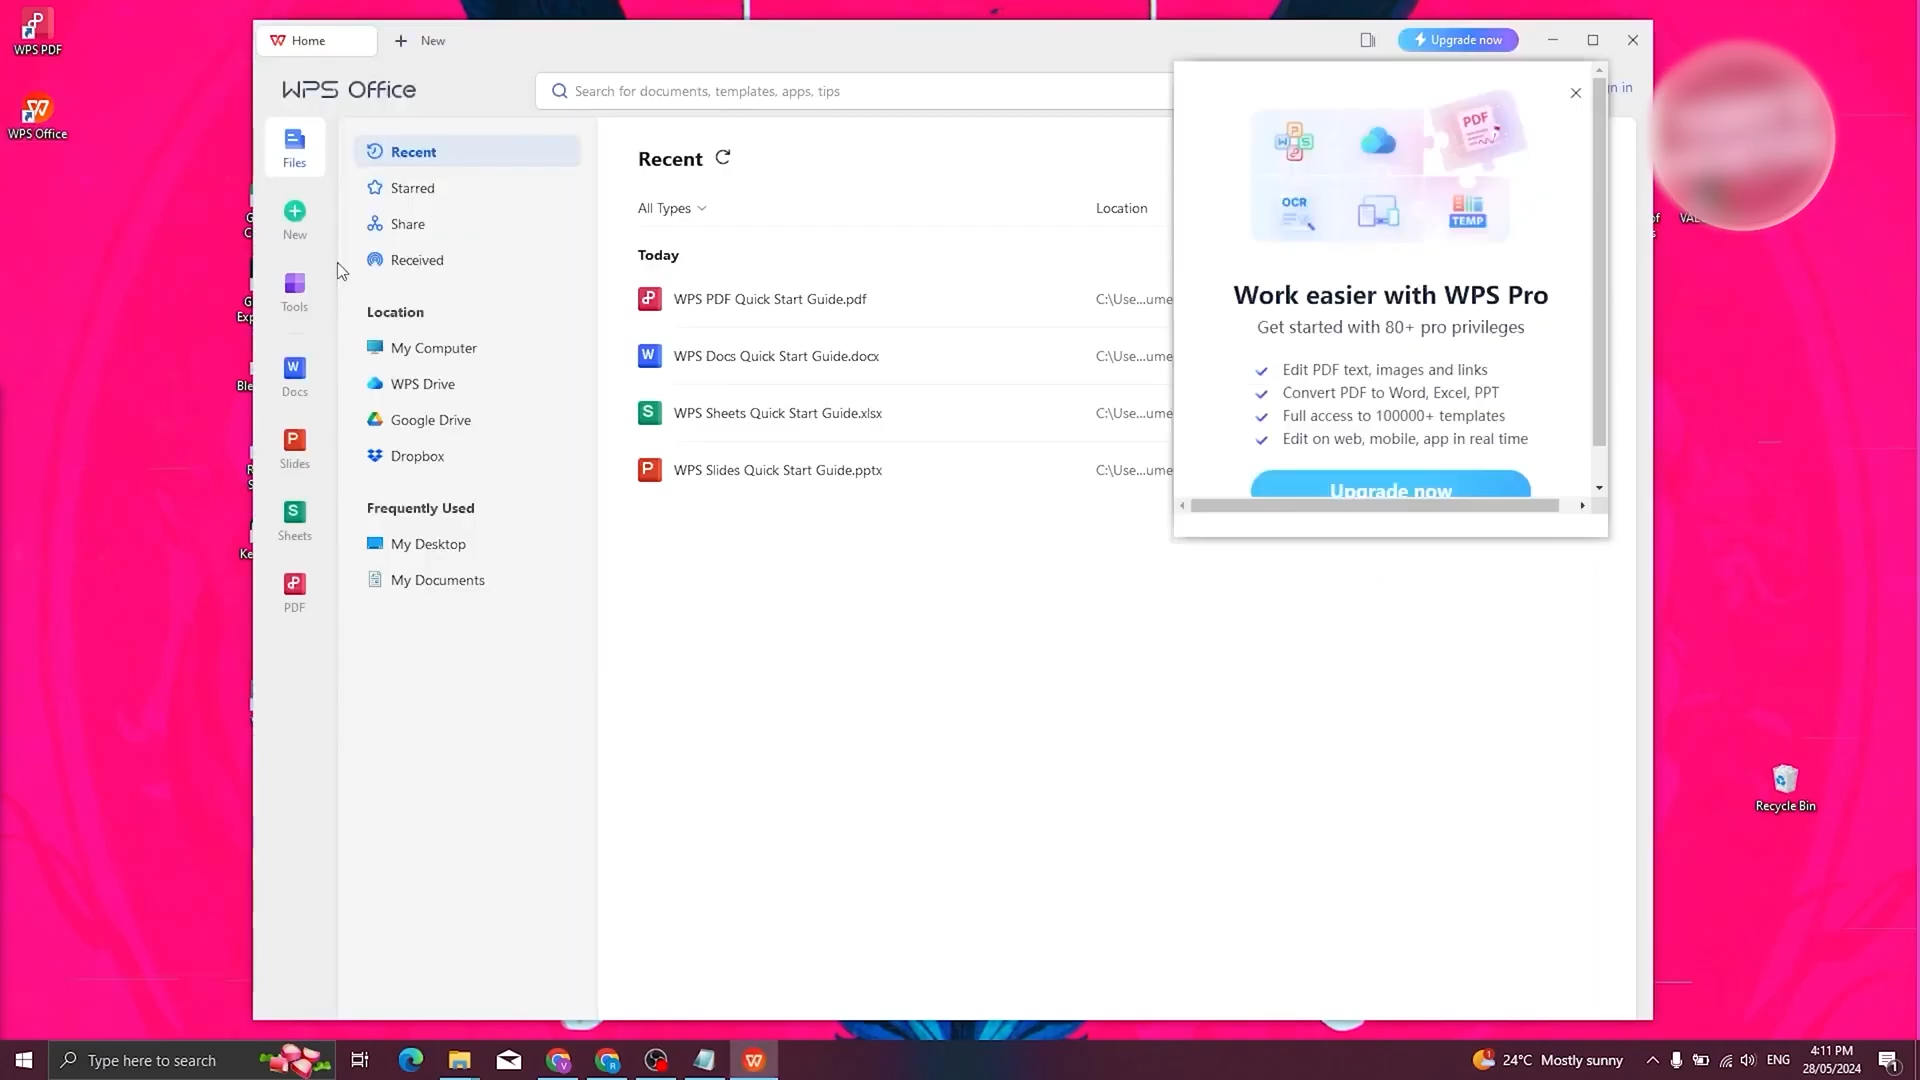 WPS PDF
WPS Office
Home
New
Upgrade now
WPS Office
Search for documents, templates, apps, tips
n in
Files
New
Tools
Docs
Slides
Sheets
PDF
Recent
Starred
Share
Received
Location
My Computer
WPS Drive
Google Drive
Dropbox
Frequently Used
My Desktop
My Documents
Recent
All Types
Location
Today
WPS PDF Quick Start Guide.pdf
C:\Use...ume
WPS Docs Quick Start Guide.docx
C:\Use...ume
WPS Sheets Quick Start Guide.xlsx
C:\Use...ume
WPS Slides Quick Start Guide.pptx
C:\Use...ume
PDF
OCR
TEMP
Work easier with WPS Pro
Get started with 80+ pro privileges
Edit PDF text, images and links
Convert PDF to Word, Excel, PPT
Full access to 100000+ templates
Edit on web, mobile, app in real time
Upgrade now
Recycle Bin
Type here to search
24°C Mostly sunny
ENG
4:11 PM
28/05/2024